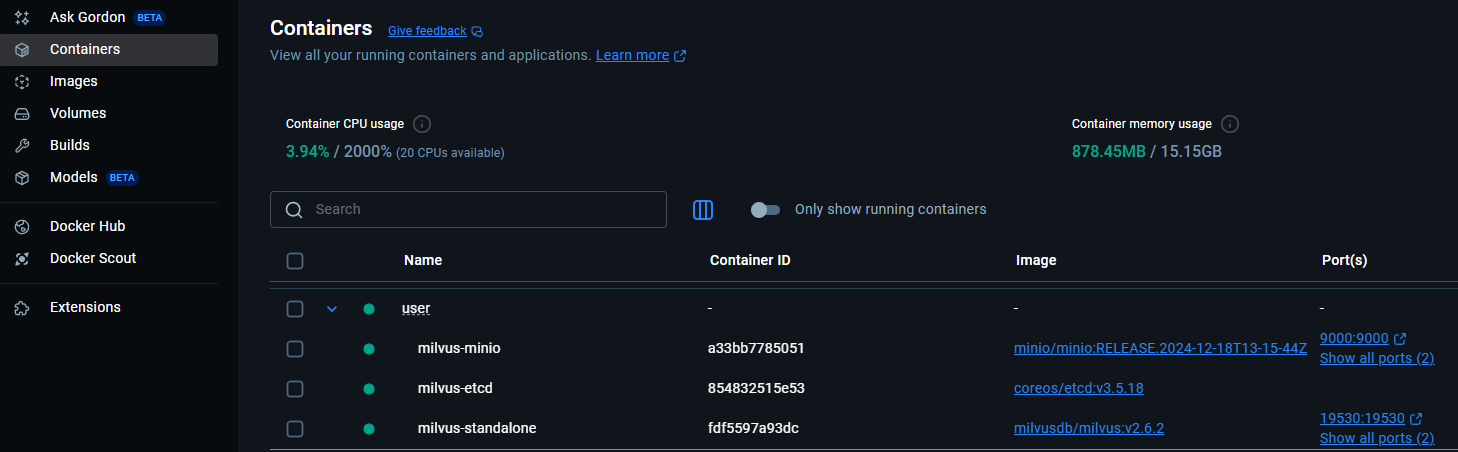 Ask Gordon BETA
Containers
Images
Volumes
Builds
Models BETA
Docker Hub
Docker Scout
Extensions
Containers Give feedback
View all your running containers and applications. Learn more
Container CPU usage
3.94% / 2000% (20 CPUs available)
Container memory usage
878.45MB / 15.15GB
Search
Only show running containers
Name Container ID Image Port(s)
user - - -
milvus-minio a33bb7785051 minio/minio:RELEASE.2024-12-18T13-15-44Z 9000:9000
Show all ports (2)
milvus-etcd 854832515e53 coreos/etcd:v3.5.18
milvus-standalone fdf5597a93dc milvusdb/milvus:v2.6.2 19530:19530
Show all ports (2)